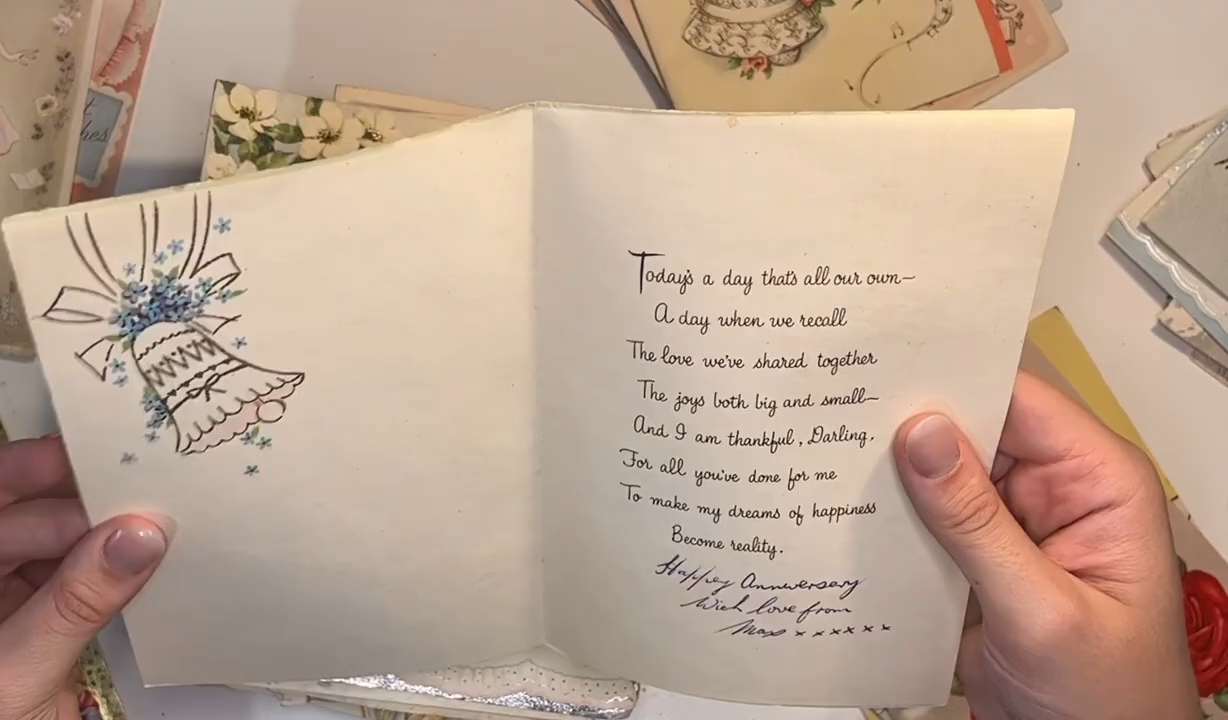 t
hes
Today's a day that's all our own—
A day when we recall
The love we've shared together
The joys both big and small—
And I am thankful, Darling,
For all you've done for me
To make my dreams of happiness
Become reality.
Happy Anniversary
With love from
x x x x x x